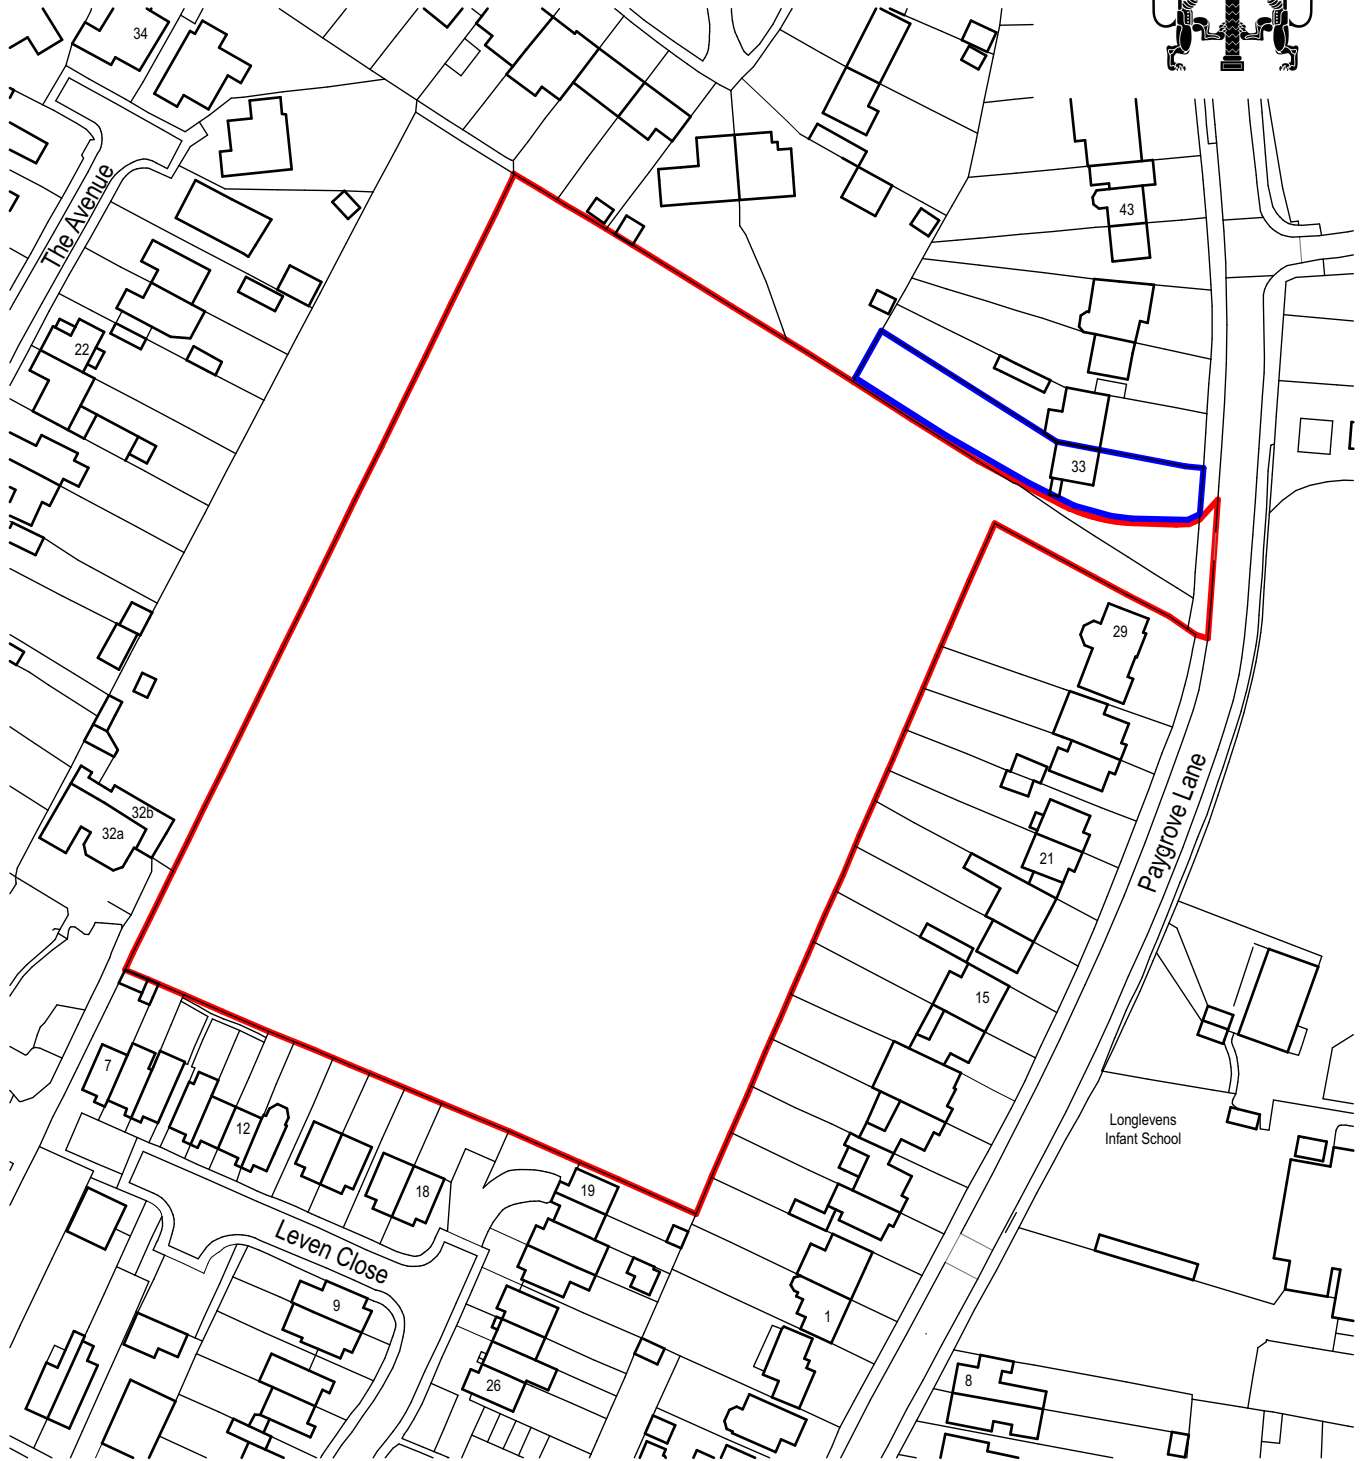 34
The Avenue
43
22
33
29
32b
32a
21
Paygrove Lane
15
7
12
Longlevens
Infant School
18
19
Leven Close
9
1
26
8